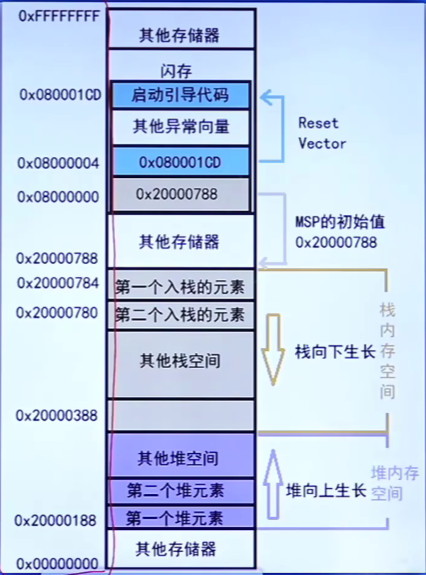 0xFFFFFFFF
其他存储器
闪存
0x080001CD
启动引导代码
其他异常向量
Reset
Vector
0x08000004
0x080001CD
0x08000000
0x20000788
MSP的初始值
0x20000788
其他存储器
0x20000788
0x20000784
第一个入栈的元素
0x20000780
第二个入栈的元素
其他栈空间
栈向下生长
栈内存空间
0x20000388
其他堆空间
第二个堆元素
堆向上生长
堆内存
空间
0x20000188
第一个堆元素
其他存储器
0x00000000